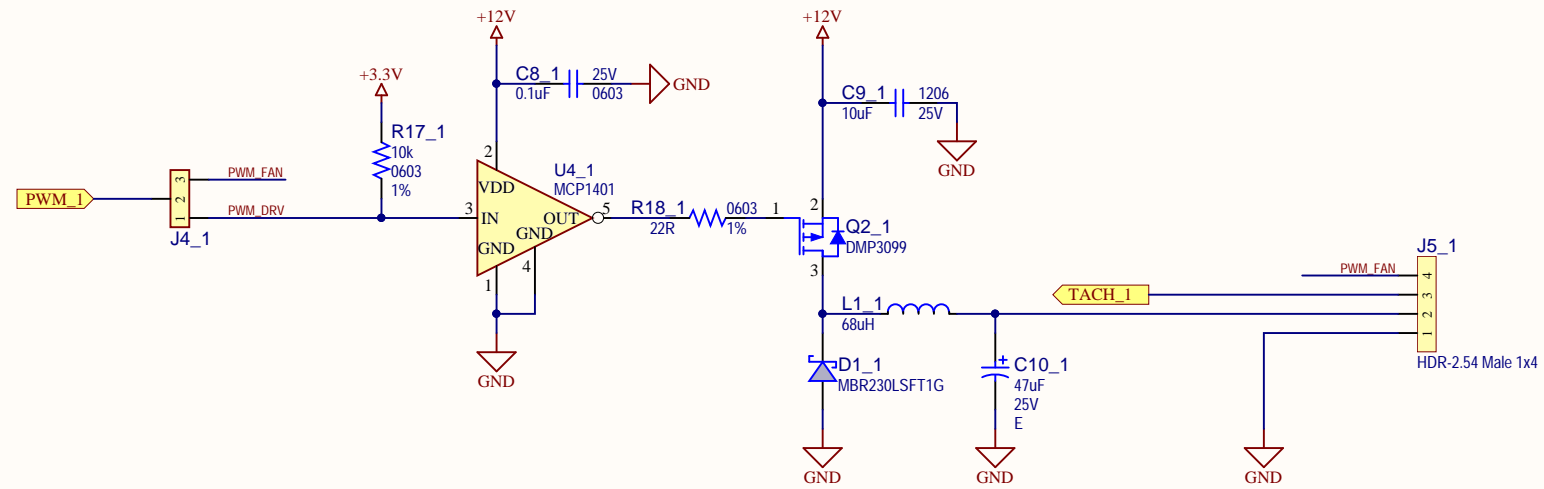 +12V
+12V
+3.3V
C8_1
25V
0.1uF
0603
GND
C9_1
1206
10uF
25V
GND
R17_1
10k
0603
1%
2
U4_1
MCP1401
VDD
PWM_1
3
2
1
PWM_FAN
PWM_DRV
J4_1
3
IN
OUT
5
GND
GND
4
1
GND
R18_1
0603
22R
1%
1
2
Q2_1
DMP3099
3
L1_1
68uH
D1_1
MBR230LSFT1G
GND
+
C10_1
47uF
25V
E
GND
J5_1
PWM_FAN
4
TACH_1
3
2
1
HDR-2.54 Male 1x4
GND